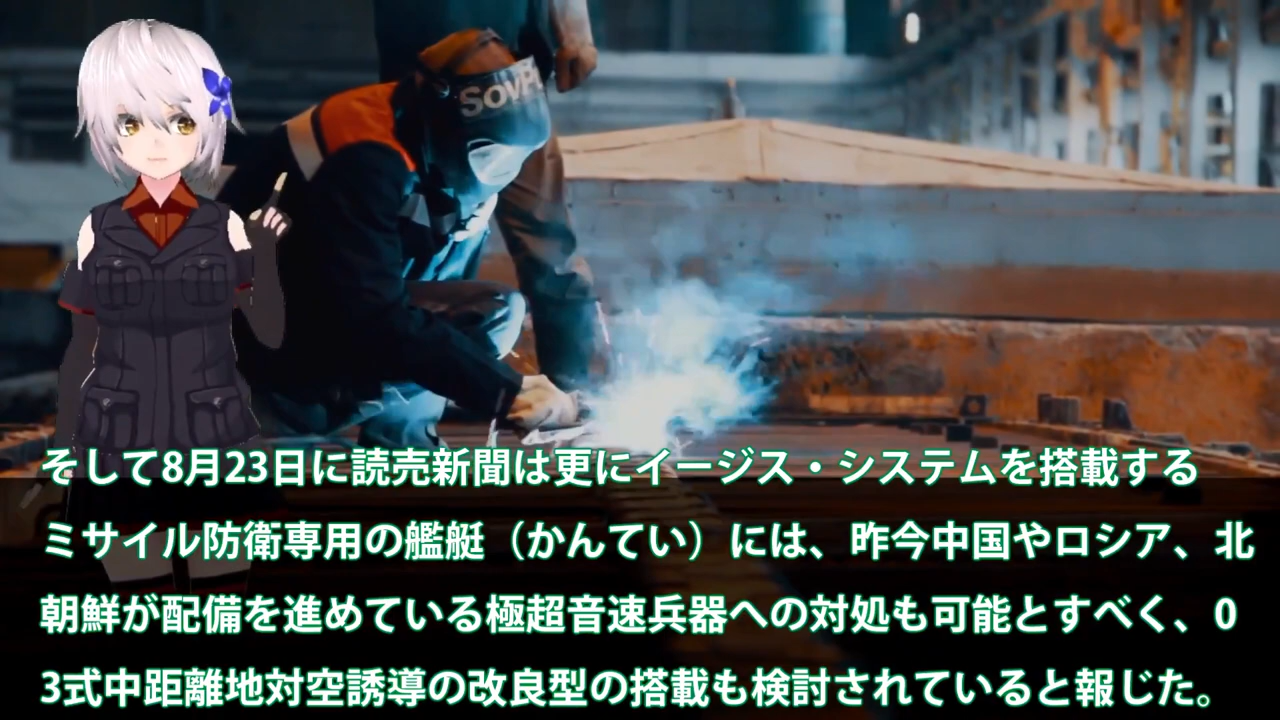 SovPl
そして8月23日に読売新聞は更にイージス・システムを搭載する
ミサイル防衛専用の艦艇（かんてい）には、昨今中国やロシア、北
朝鮮が配備を進めている極超音速兵器への対処も可能とすべく、0
3式中距離地対空誘導の改良型の搭載も検討されていると報じた。